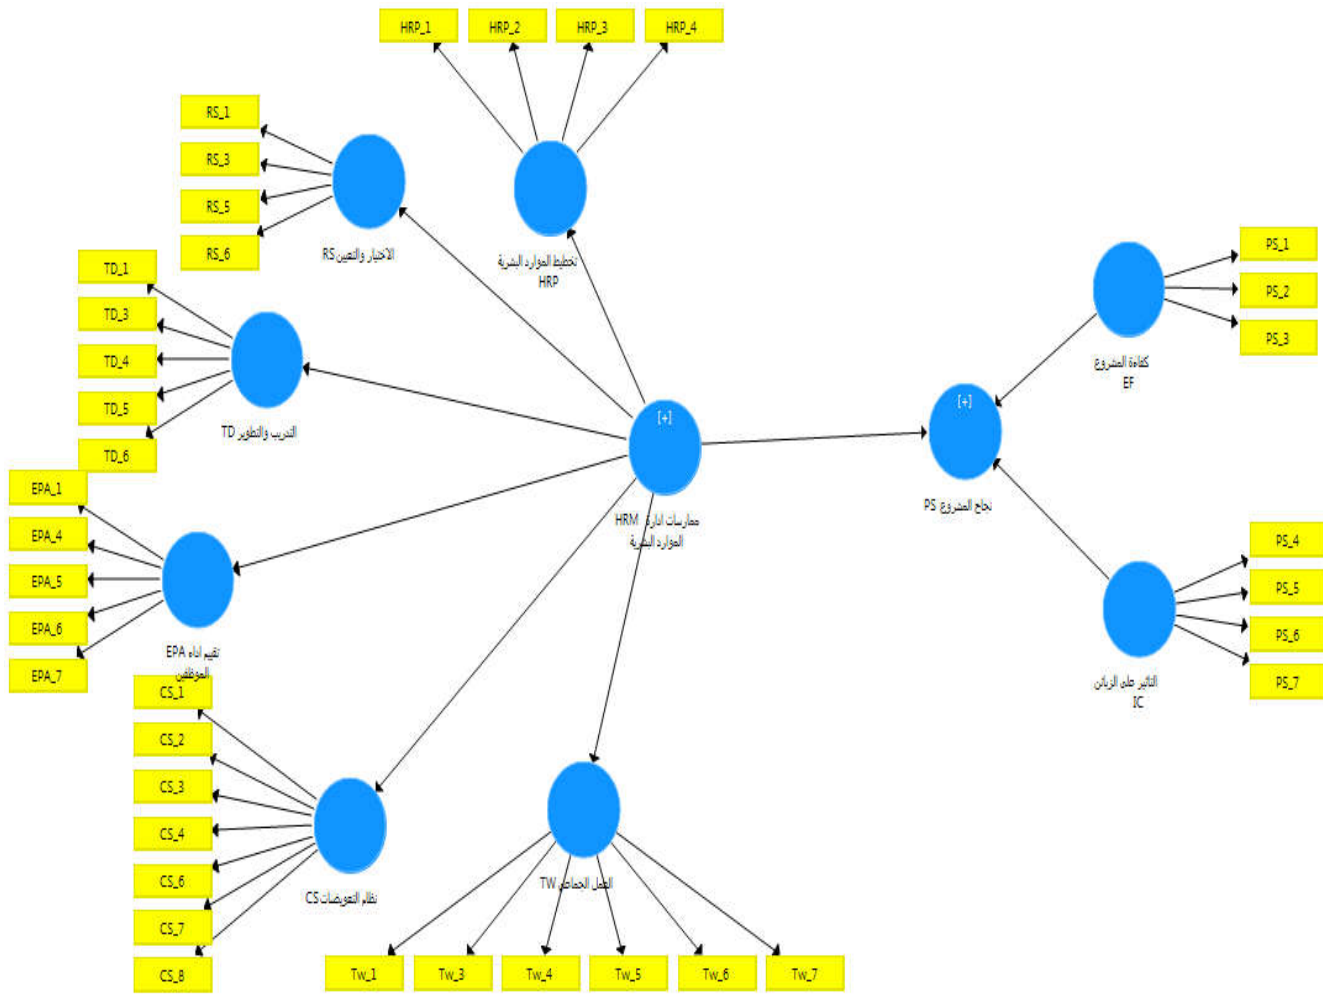 HRP_1
HRP_2
HRP_3
HRP_4
RS_1
RS_3
RS_5
RS_6
الاختيار والتعيين RS
تخطيط الموارد البشرية
HRP
TD_1
TD_3
TD_4
TD_5
TD_6
التدريب والتطوير TD
PS_1
PS_2
PS_3
كفاءة المشروع
EF
[+]
[+]
نجاح المشروع PS
ممارسات ادارة HRM
الموارد البشرية
EPA_1
EPA_4
EPA_5
EPA_6
EPA_7
تقييم اداء EPA
الموظفين
PS_4
PS_5
PS_6
PS_7
التاثير على الزبائن
IC
CS_1
CS_2
CS_3
CS_4
CS_6
CS_7
CS_8
نظام التعويضات CS
العمل الجماعي TW
Tw_1
Tw_3
Tw_4
Tw_5
Tw_6
Tw_7